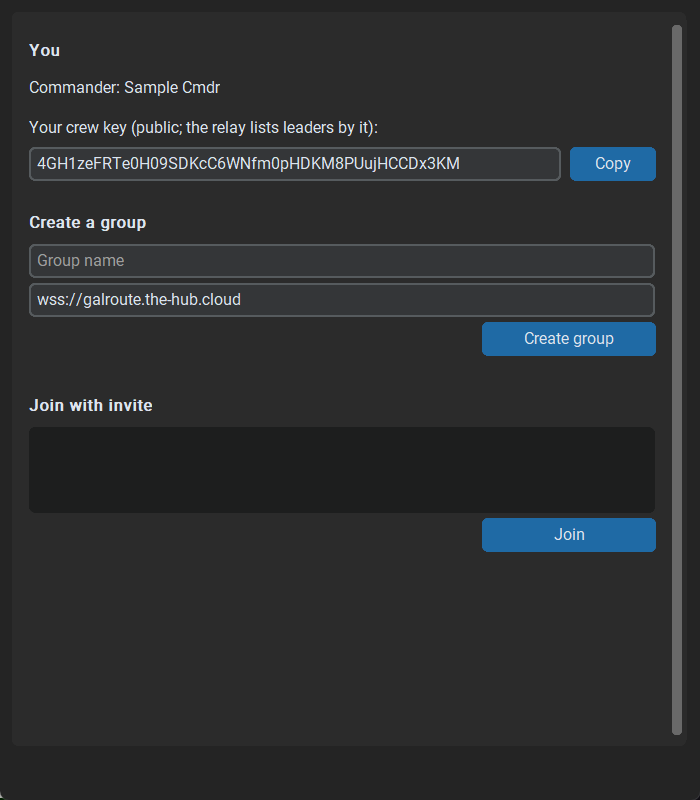 You
Commander: Sample Cmdr
Your crew key (public; the relay lists leaders by it):
4GH1zeFRTe0H09SDKcC6WNfm0pHDKM8PUujHCCDx3KM
Copy
Create a group
Group name
wss://galroute.the-hub.cloud
Create group
Join with invite
Join